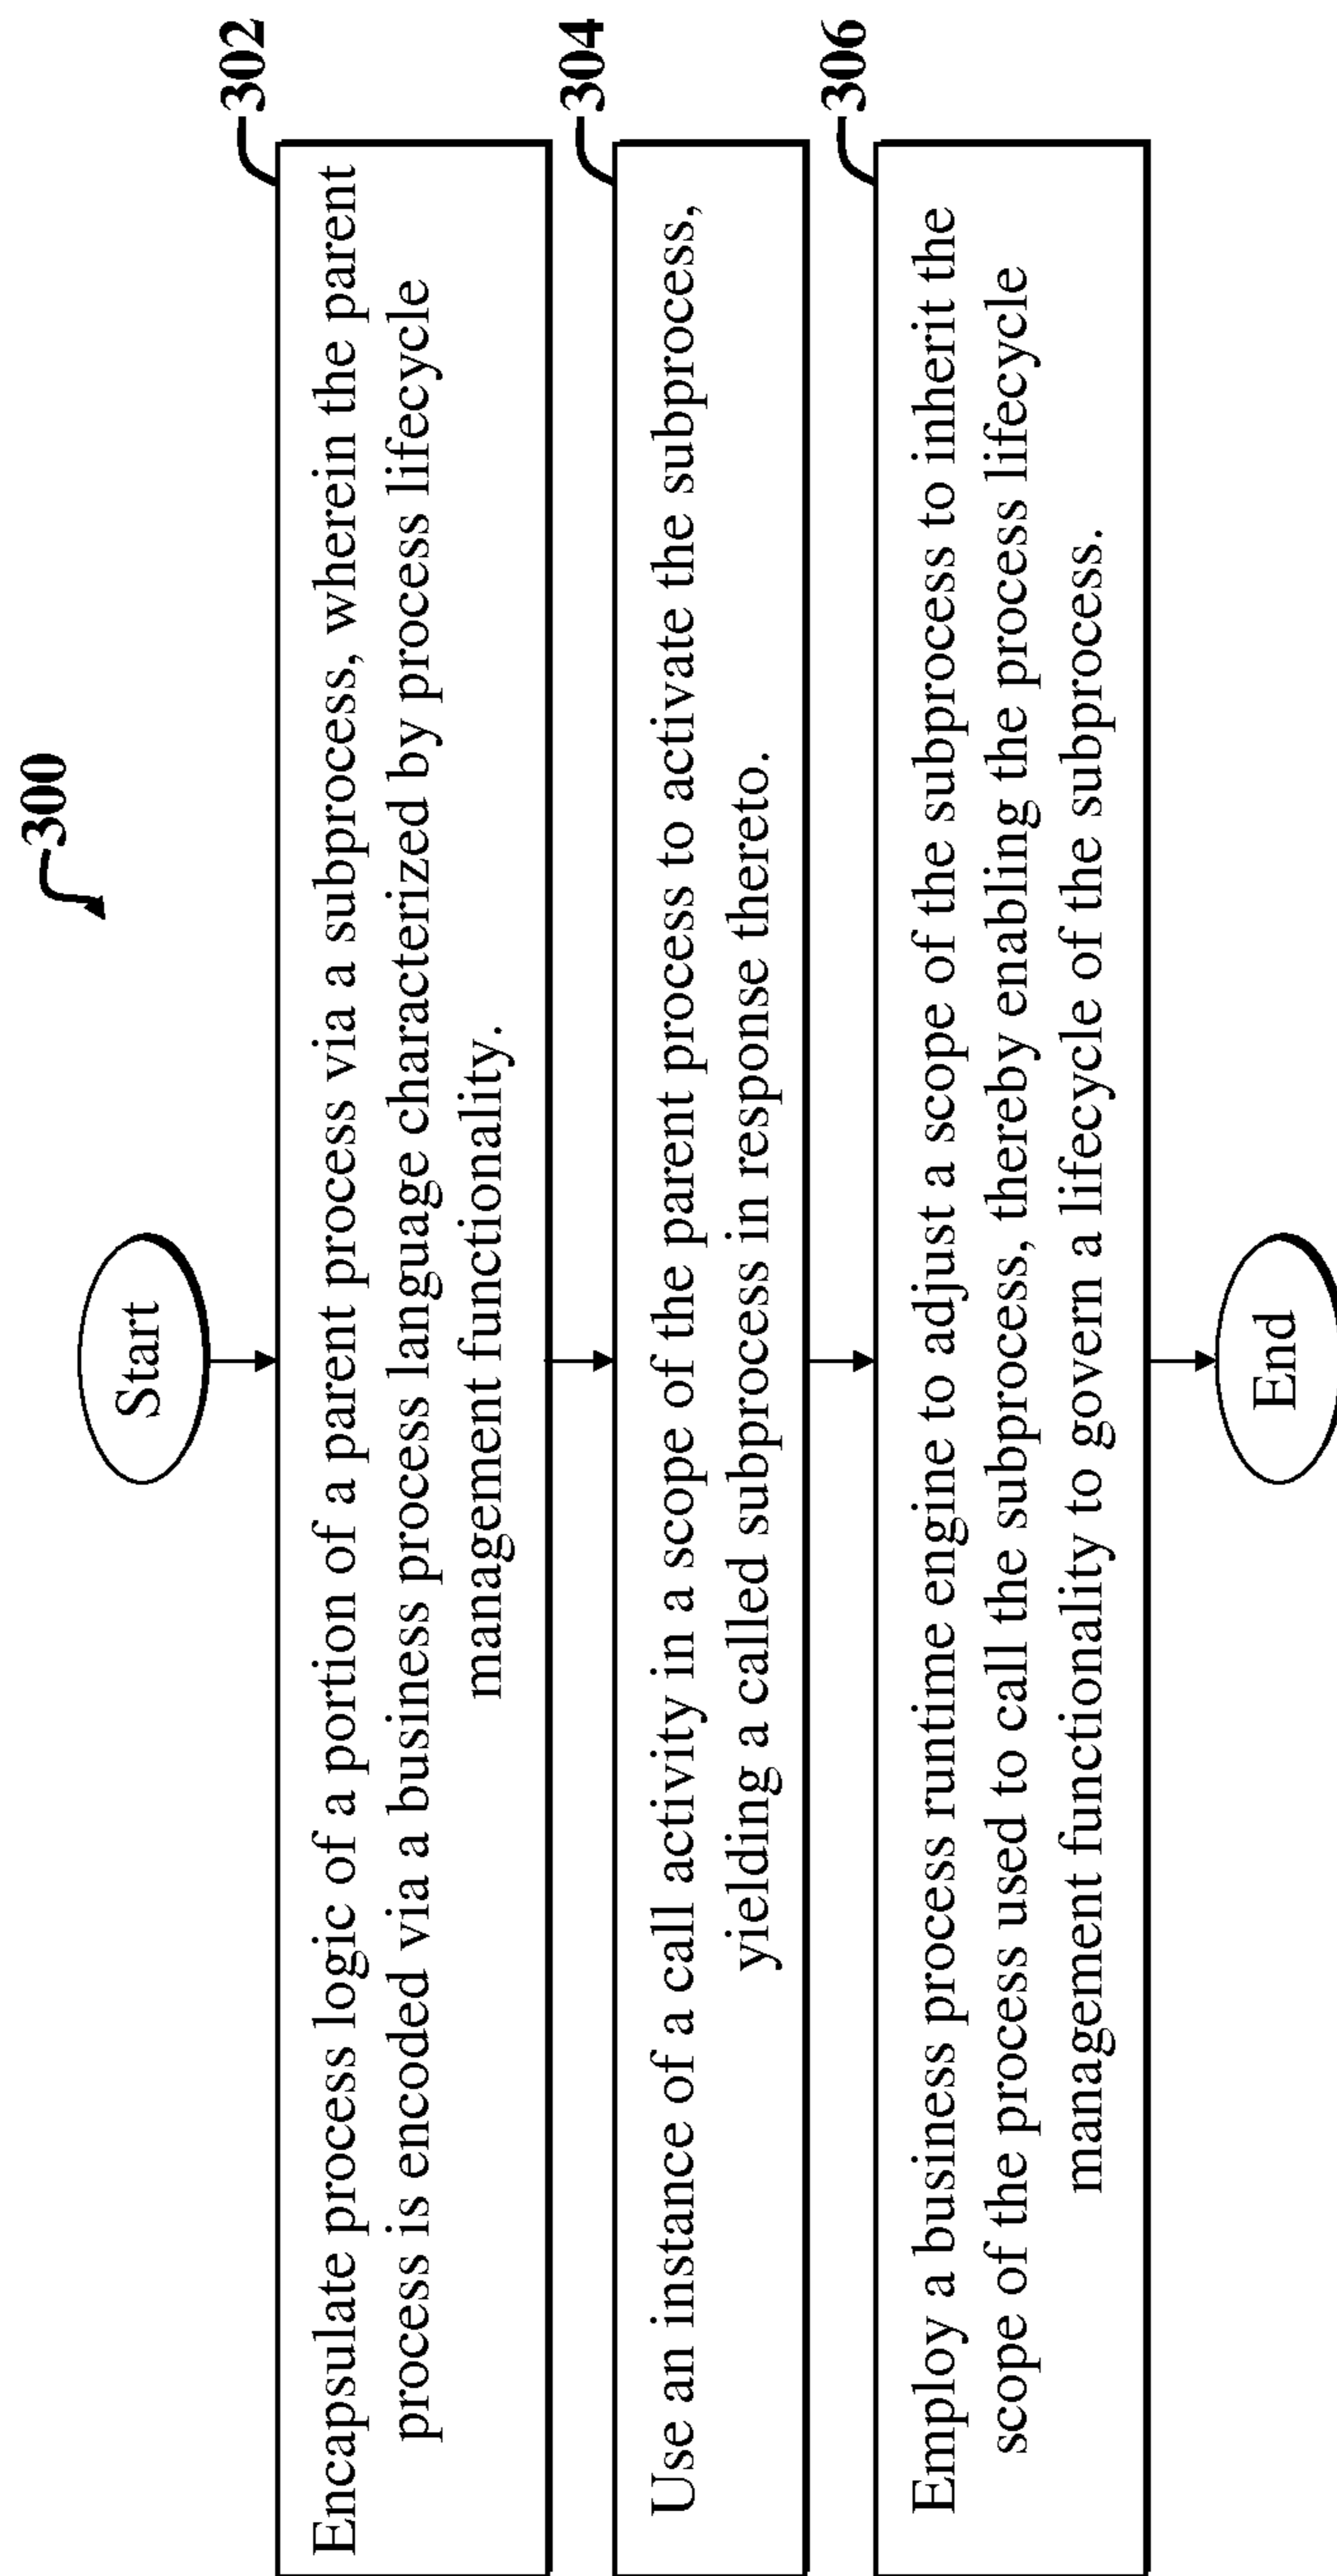 300
Start
302
Encapsulate process logic of a portion of a parent process via a subprocess, wherein the parent
process is encoded via a business process language characterized by process lifecycle
management functionality.
304
Use an instance of a call activity in a scope of the parent process to activate the subprocess,
yielding a called subprocess in response thereto.
306
Employ a business process runtime engine to adjust a scope of the subprocess to inherit the
scope of the process used to call the subprocess, thereby enabling the process lifecycle
management functionality to govern a lifecycle of the subprocess.
End